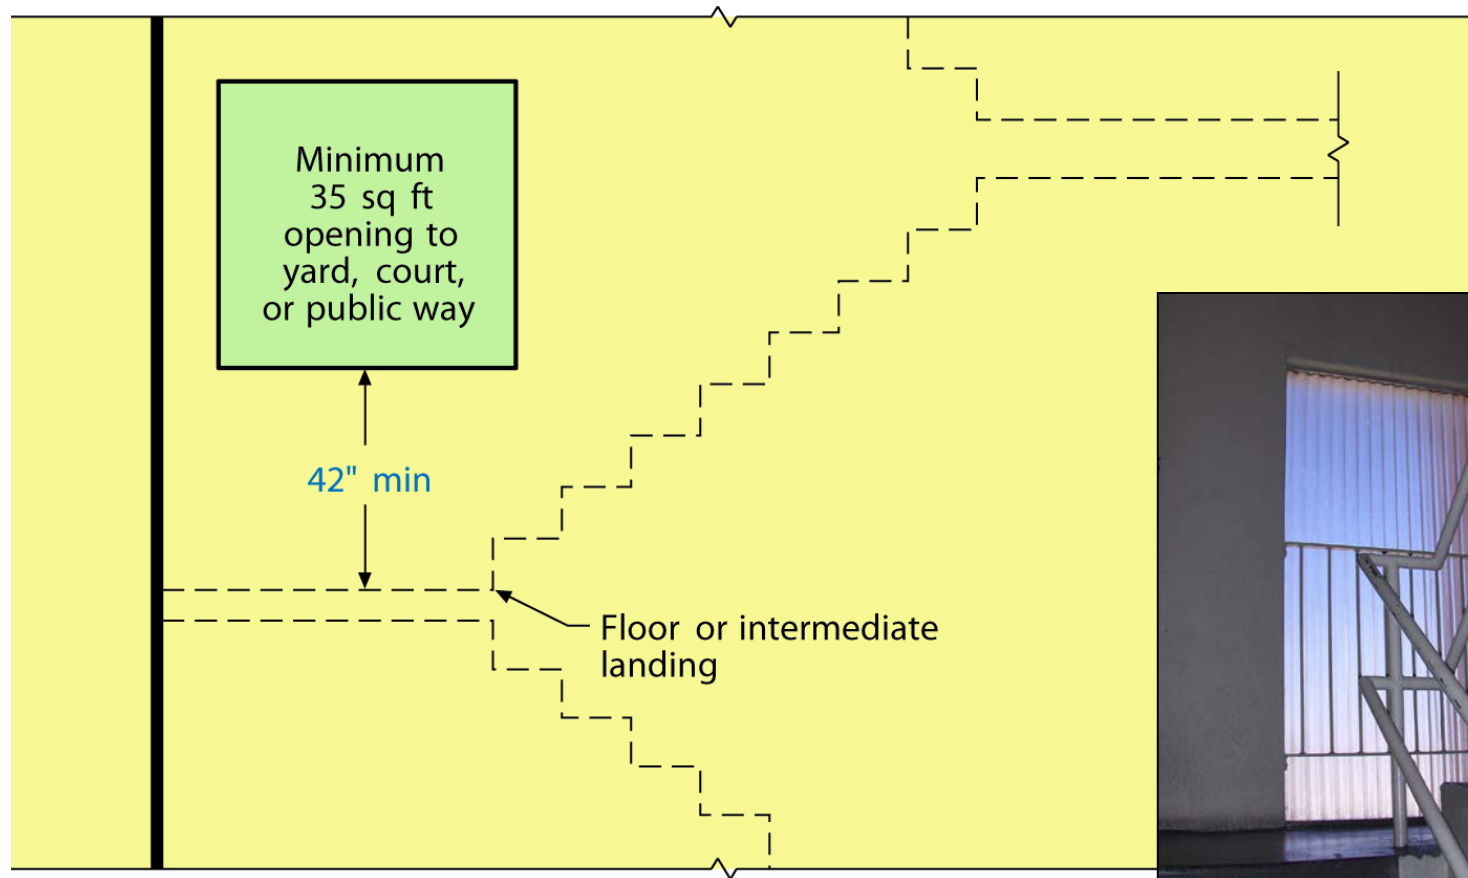 Minimum
35 sq ft
opening to
yard, court,
or public way
42" min
Floor or intermediate
landing